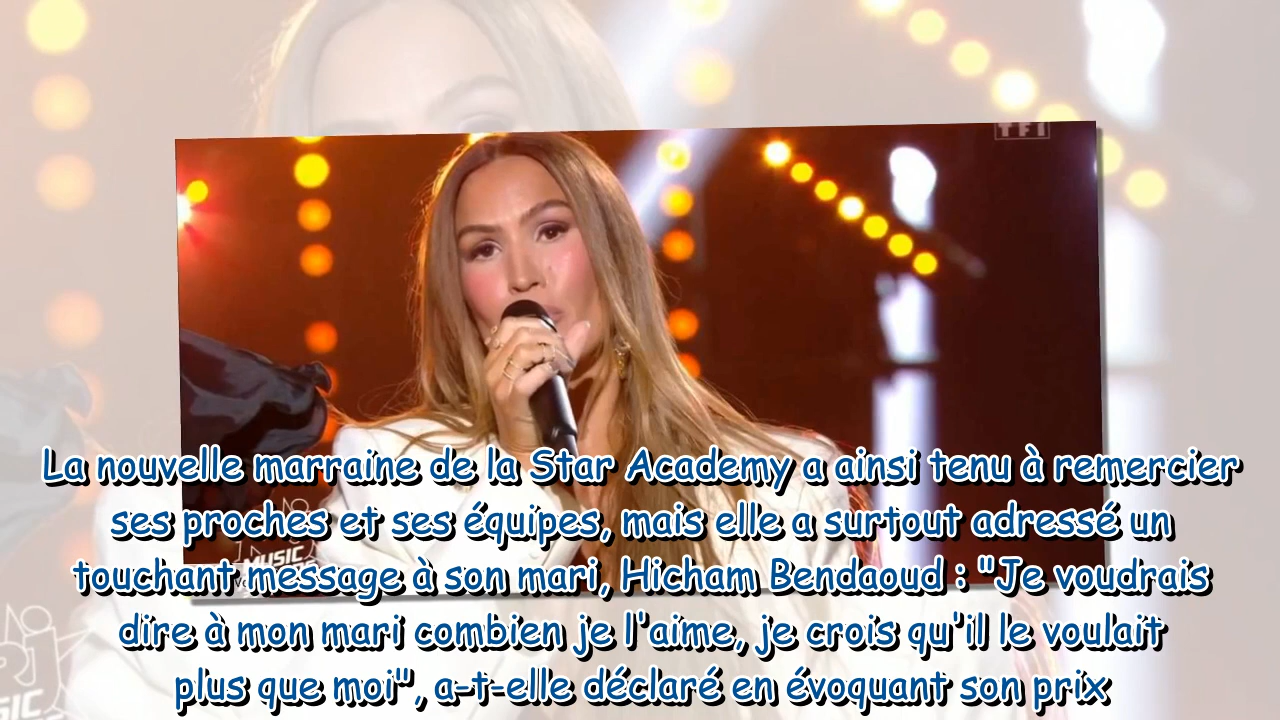 TF1
La nouvelle marraine de la Star Academy a ainsi tenu à remercier
ses proches et ses équipes, mais elle a surtout adressé un
touchant message à son mari, Hicham Bendaoud : "Je voudrais
dire à mon mari combien je l'aime, je crois qu'il le voulait
plus que moi", a-t-elle déclaré en évoquant son prix
MUSIC